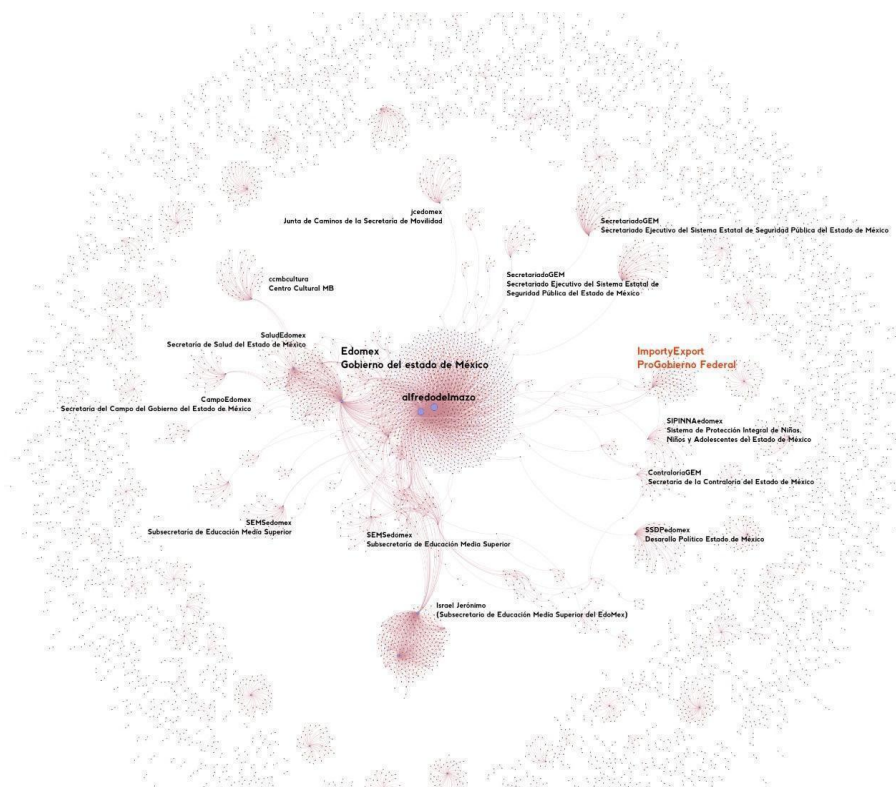 jcedomex
Junta de Caminos de la Secretaría de Movilidad
SecretariadoGEM
Secretariado Ejecutivo del Sistema Estatal de Seguridad Pública del Estado de México
ccmbcultura
Centro Cultural MB
SecretariadoGEM
Secretariado Ejecutivo del Sistema Estatal de
Seguridad Pública del Estado de México
SaludEdomex
Secretaría de Salud del Estado de México
Edomex
Gobierno del estado de México
ImportyExport
ProGobierno Federal
alfredodelmazo
CampoEdomex
Secretaría del Campo del Gobierno del Estado de México
SIPINNAedomex
Sistema de Protección Integral de Niñas,
Niños y Adolescentes del Estado de México
ContraloriaGEM
Secretaría de la Contraloría del Estado de México
SEMSedomex
Subsecretaría de Educación Media Superior
SEMSedomex
Subsecretaría de Educación Media Superior
SSDPedomex
Desarollo Político Estado de México
Israel Jerónimo
(Subsecretario de Educación Media Superior del EdoMex)